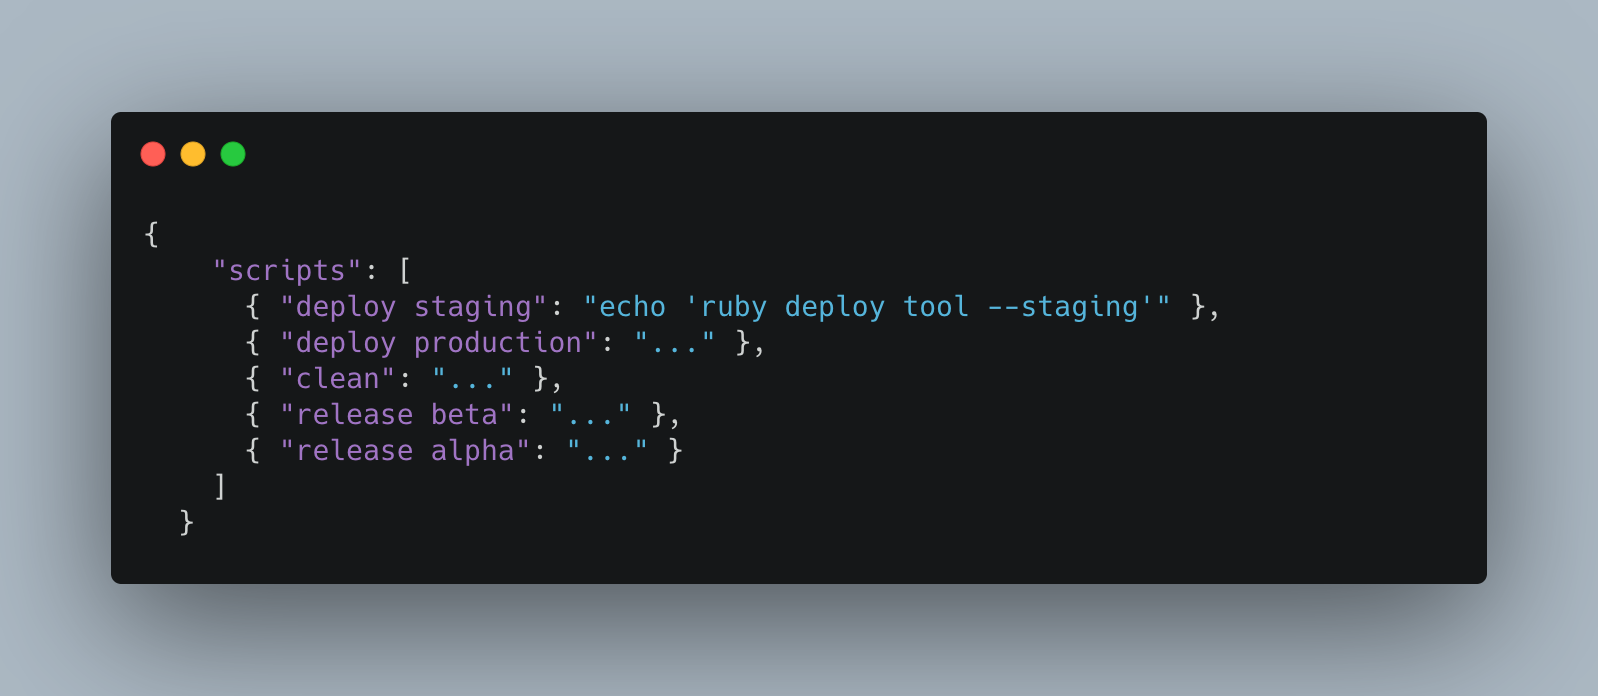 {
    "scripts": [
      { "deploy staging": "echo 'ruby deploy tool --staging'" },
      { "deploy production": "..." },
      { "clean": "..." },
      { "release beta": "..." },
      { "release alpha": "..." }
    ]
  }